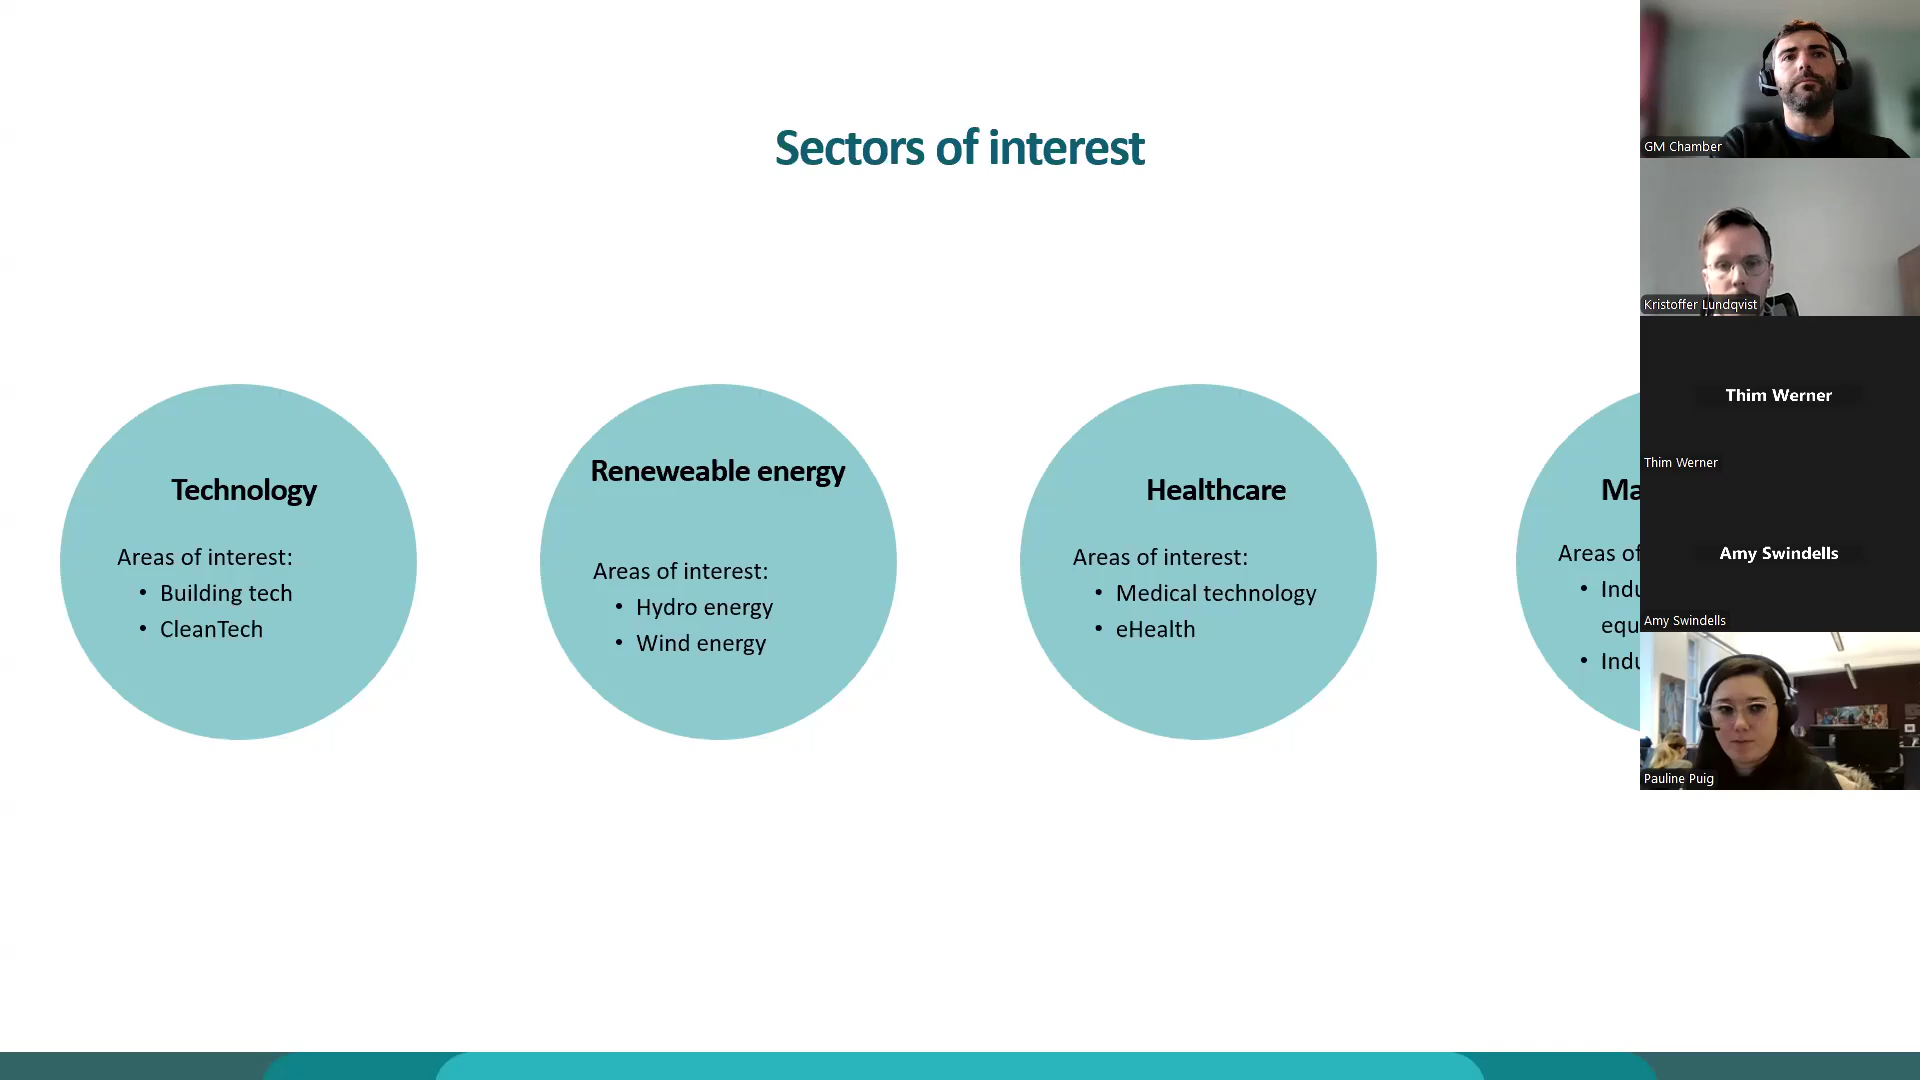 Sectors of interest
Technology
Areas of interest:
• Building tech
• CleanTech
Reneweable energy
Areas of interest:
• Hydro energy
• Wind energy
Healthcare
Areas of interest:
• Medical technology
• eHealth
Areas of
GM Chamber
Kristoffer Lundqvist
Thim Werner
Thim Werner
Amy Swindells
Amy Swindells
Pauline Puig